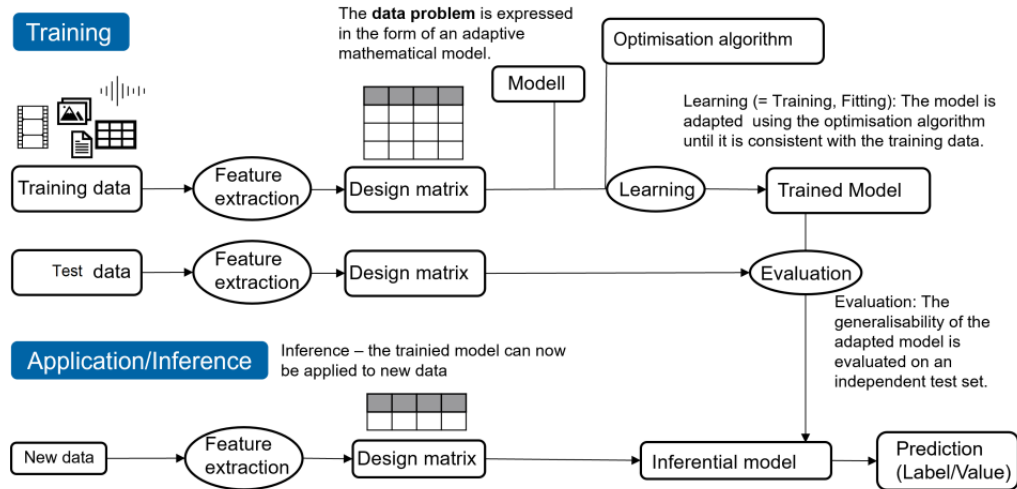 Training
The data problem is expressed
in the form of an adaptive
mathematical model.
Optimisation algorithm
Modell
Learning (= Training, Fitting): The model is
adapted using the optimisation algorithm
until it is consistent with the training data.
Training data
Feature
extraction
Design matrix
Learning
Trained Model
Test data
Feature
extraction
Design matrix
Evaluation
Evaluation: The
generalisability of the
adapted model is
evaluated on an
independent test set.
Application/Inference
Inference – the trainied model can now
be applied to new data
New data
Feature
extraction
Design matrix
Inferential model
Prediction
(Label/Value)